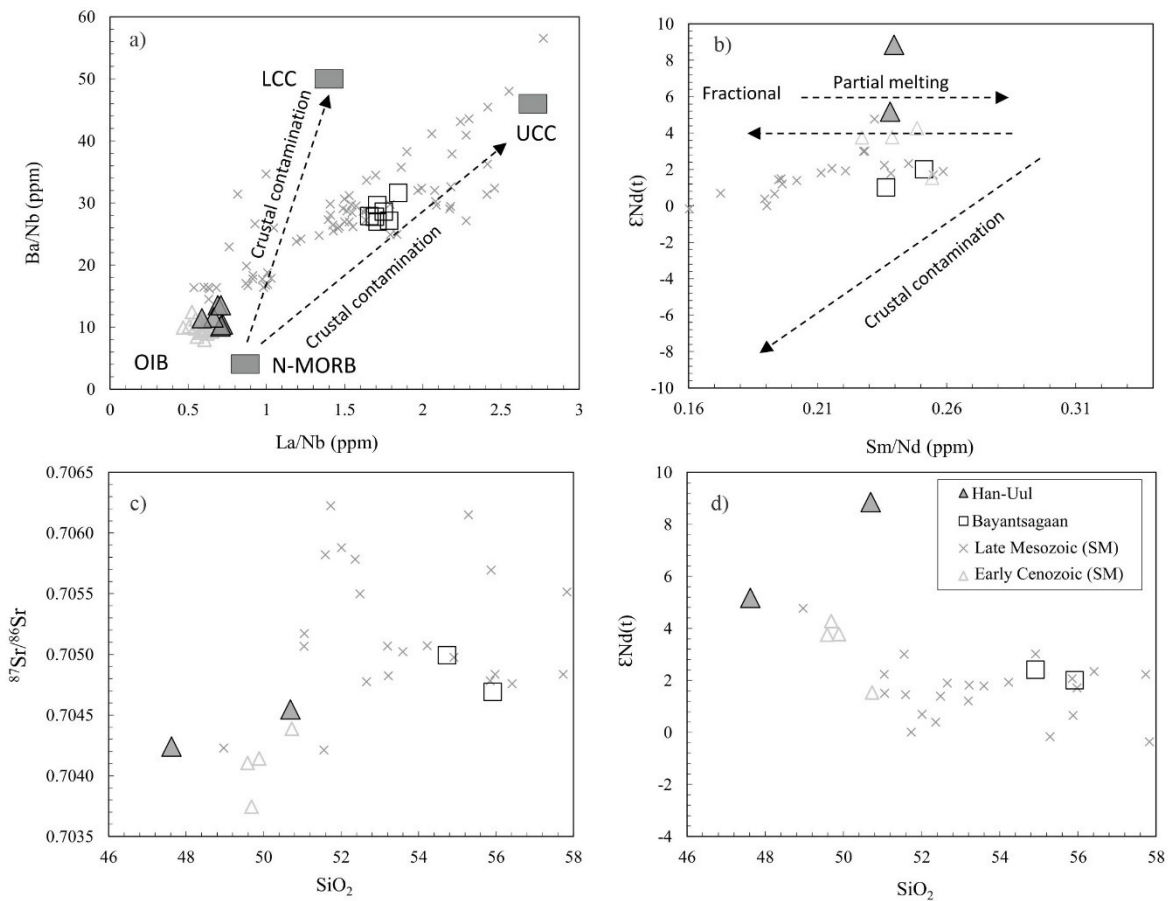 a)
80
70
60
50
40
30
20
10
0
Ba/Nb (ppm)
LCC
UCC
Crustal contamination
Crustal contamination
OIB
N-MORB
0
0.5
1
1.5
2
2.5
3
La/Nb (ppm)
b)
10
8
6
4
2
0
-2
-4
-6
-8
-10
ƐNd(t)
Fractional
Partial melting
Crustal contamination
0.16
0.21
0.26
0.31
Sm/Nd (ppm)
c)
0.7065
0.7060
0.7055
0.7050
0.7045
0.7040
0.7035
⁸⁷Sr/⁸⁶Sr
46
48
50
52
54
56
58
SiO₂
d)
10
8
6
4
2
0
-2
-4
ƐNd(t)
Han-Uul
Bayantsagaan
Late Mesozoic (SM)
Early Cenozoic (SM)
46
48
50
52
54
56
58
SiO₂